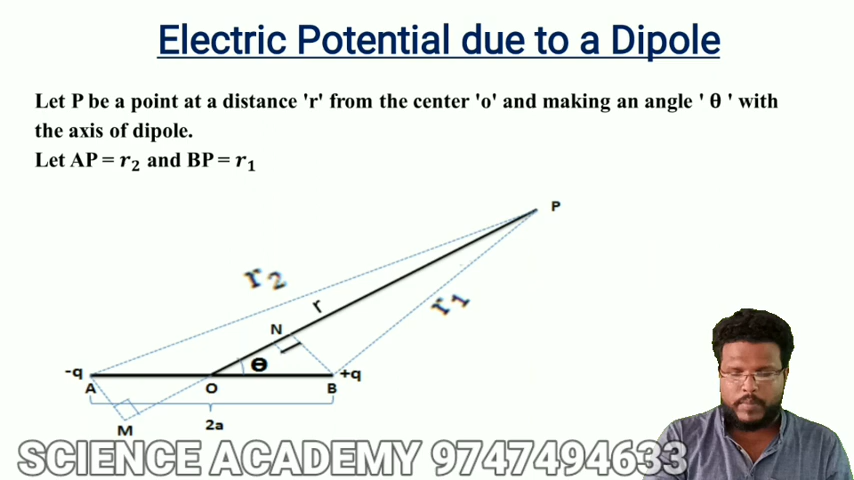 Electric Potential due to a Dipole
Let P be a point at a distance 'r' from the center 'o' and making an angle ' θ ' with
the axis of dipole.
Let AP = r₂ and BP = r₁
P
r₂
r
r₁
N
θ
-q
+q
A
O
B
M
2a
SCIENCE ACADEMY 9747494633